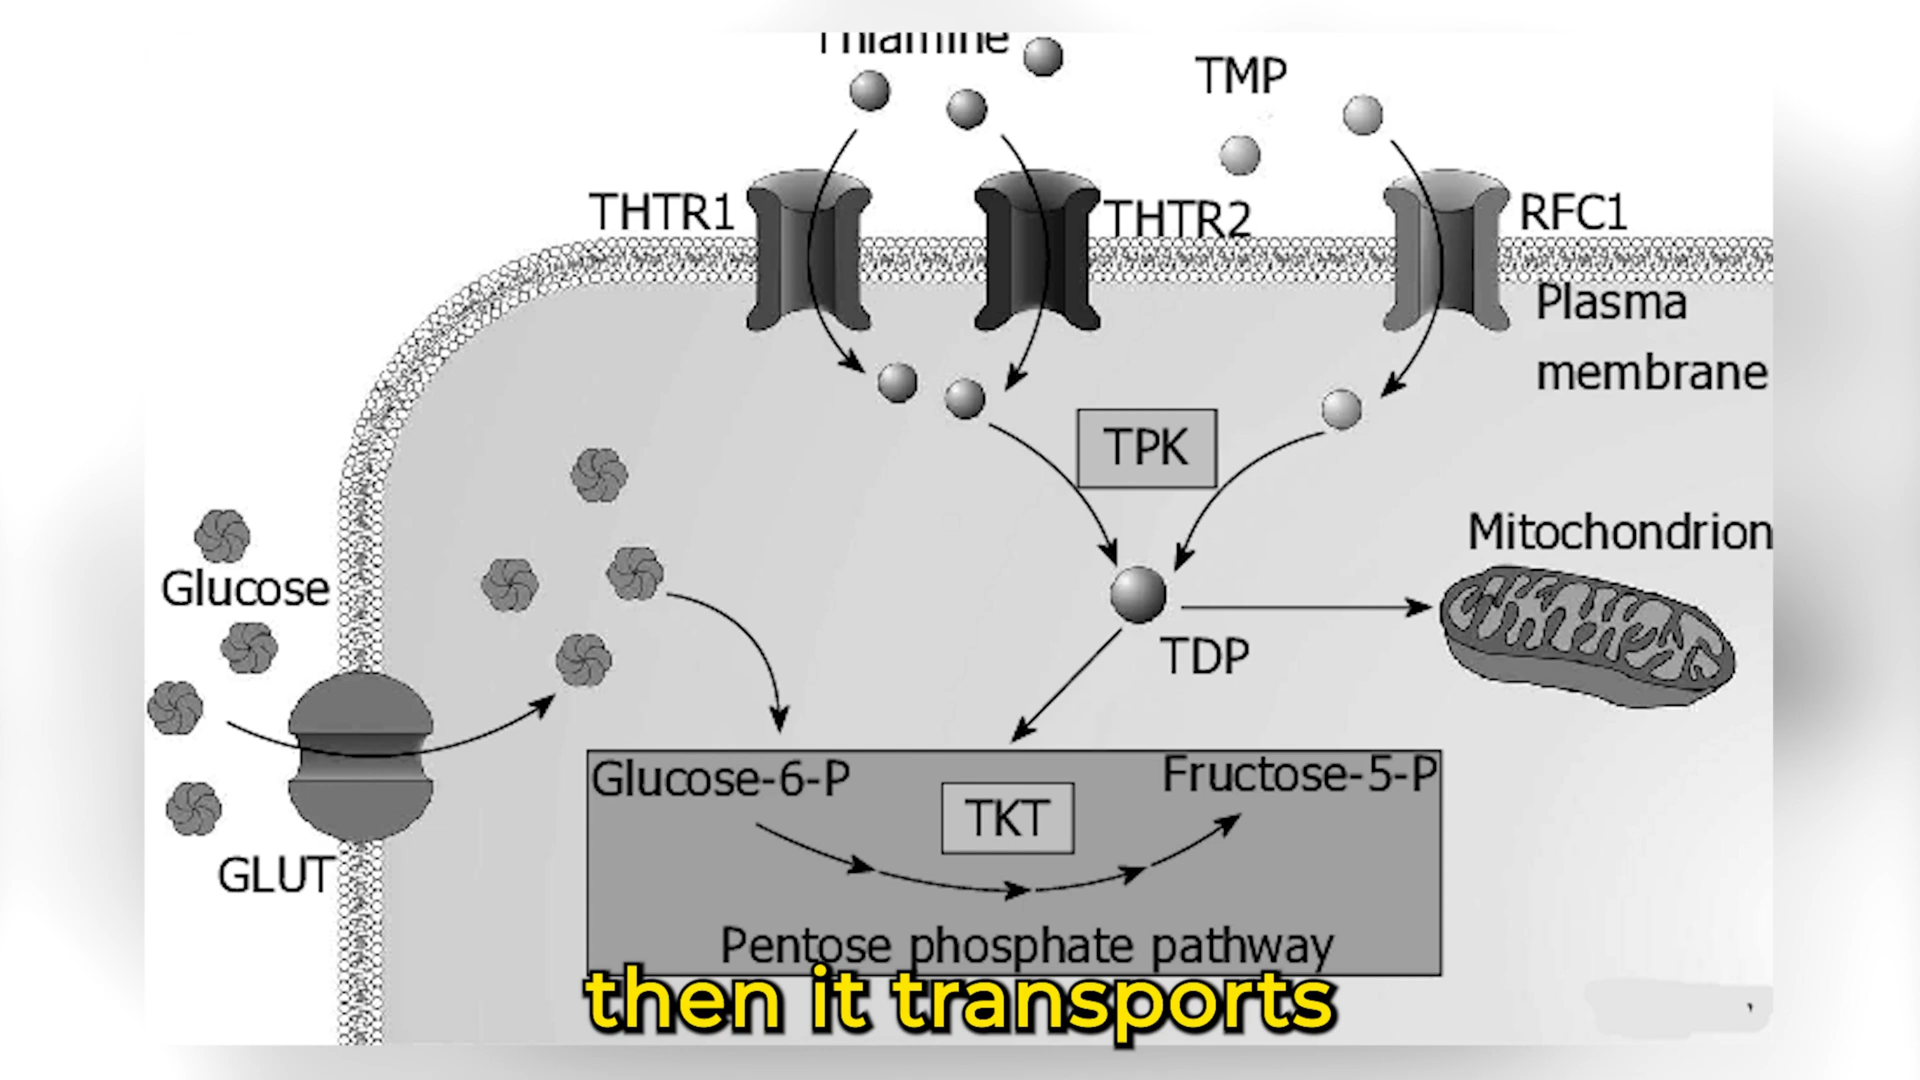 Thiamine
TMP
THTR1
THTR2
RFC1
Plasma
membrane
TPK
Mitochondrion
Glucose
TDP
Glucose-6-P
Fructose-5-P
TKT
GLUT
Pentose phosphate pathway
then it transports